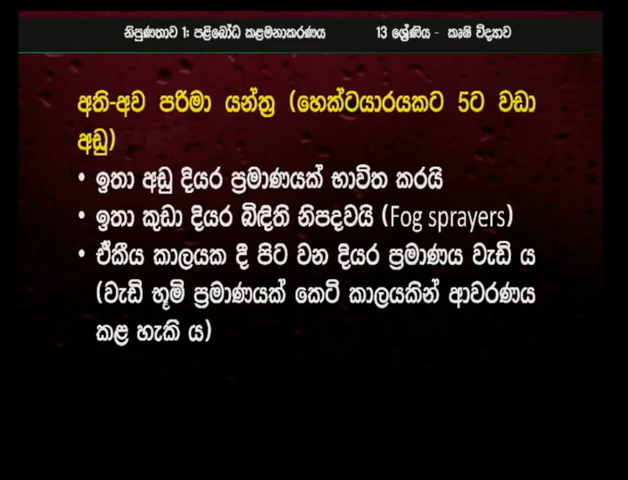 නිපුණතාව 1: පළිබෝධ කළමනාකරණය 13 ශ්‍රේණිය - කෘෂි විද්‍යාව
අති-අව පරිමා යන්ත්‍ර (හෙක්ටයාරයකට 5ට වඩා
අඩු)
• ඉතා අඩු දියර ප්‍රමාණයක් භාවිත කරයි
• ඉතා කුඩා දියර බිඳිති නිපදවයි (Fog sprayers)
• ඒකීය කාලයක දී පිට වන දියර ප්‍රමාණය වැඩි ය
(වැඩි භූමි ප්‍රමාණයක් කෙටි කාලයකින් ආවරණය
කළ හැකි ය)